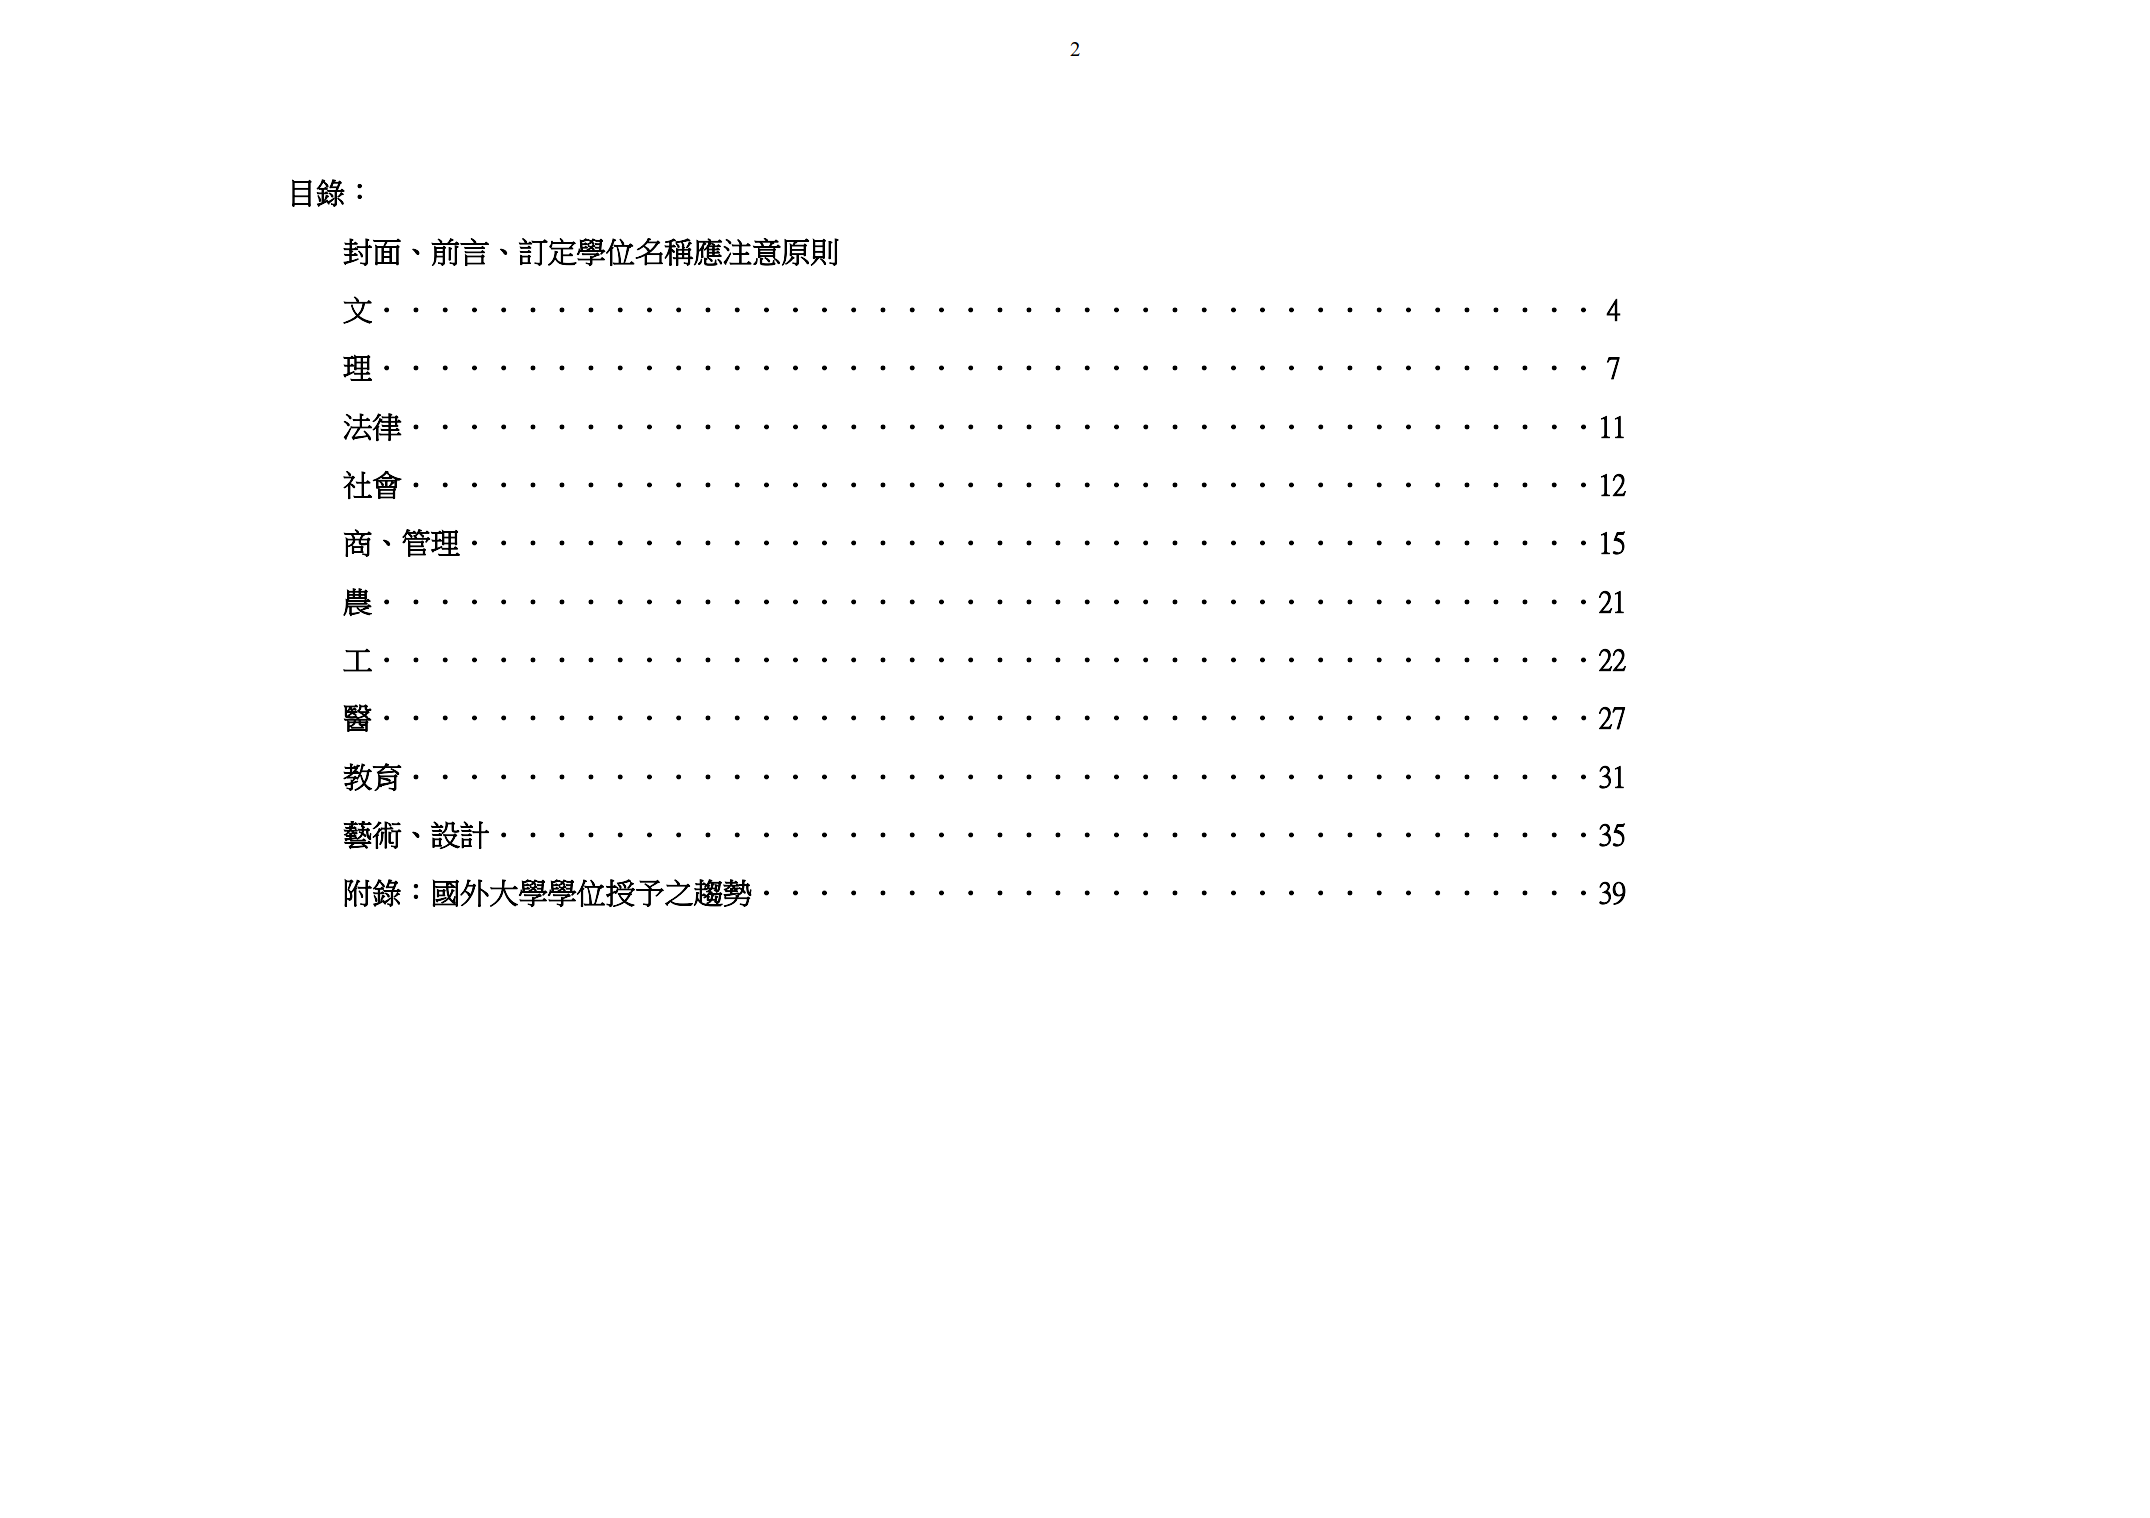 2
目錄：
封面、前言、訂定學位名稱應注意原則
文・・・・・・・・・・・・・・・・・・・・・・・・・・・・・・・・・・・・・・・・・・ 4
理・・・・・・・・・・・・・・・・・・・・・・・・・・・・・・・・・・・・・・・・・・ 7
法律・・・・・・・・・・・・・・・・・・・・・・・・・・・・・・・・・・・・・・・・・11
社會・・・・・・・・・・・・・・・・・・・・・・・・・・・・・・・・・・・・・・・・・12
商、管理・・・・・・・・・・・・・・・・・・・・・・・・・・・・・・・・・・・・・・・15
農・・・・・・・・・・・・・・・・・・・・・・・・・・・・・・・・・・・・・・・・・・21
工・・・・・・・・・・・・・・・・・・・・・・・・・・・・・・・・・・・・・・・・・・22
醫・・・・・・・・・・・・・・・・・・・・・・・・・・・・・・・・・・・・・・・・・・27
教育・・・・・・・・・・・・・・・・・・・・・・・・・・・・・・・・・・・・・・・・・31
藝術、設計・・・・・・・・・・・・・・・・・・・・・・・・・・・・・・・・・・・・・・35
附錄：國外大學學位授予之趨勢・・・・・・・・・・・・・・・・・・・・・・・・・・・・・39